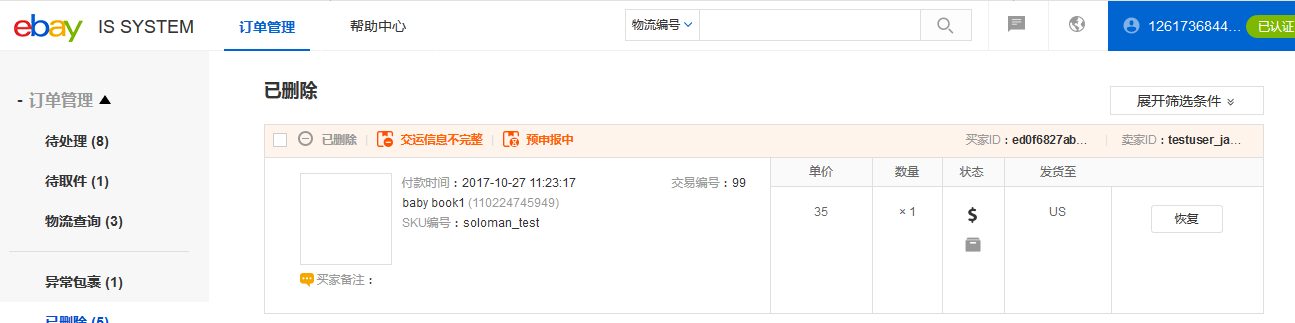 ebay IS SYSTEM 订单管理 帮助中心 物流编号 1261736844... 已认证
- 订单管理
待处理 (8)
待取件 (1)
物流查询 (3)
异常包裹 (1)
已删除 (5)
已删除
展开筛选条件
已删除 交运信息不完整 预申报中 买家ID：ed0f6827ab... 卖家ID：testuser_ja...
单价 数量 状态 发货至
付款时间：2017-10-27 11:23:17 交易编号：99
baby book1 (110224745949)
SKU编号：soloman_test
35 × 1 $ US 恢复
买家备注：